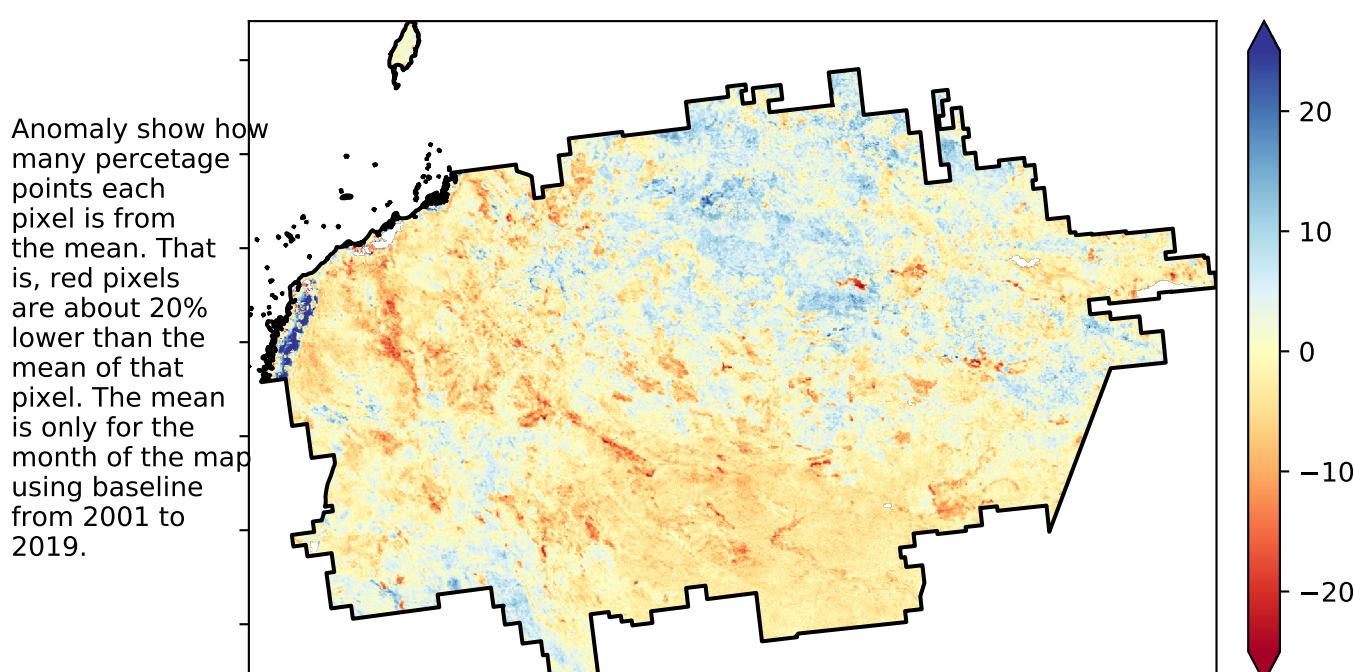 Anomaly show how
many percetage
points each
pixel is from
the mean. That
is, red pixels
are about 20%
lower than the
mean of that
pixel. The mean
is only for the
month of the map
using baseline
from 2001 to
2019.
20
10
0
−10
−20